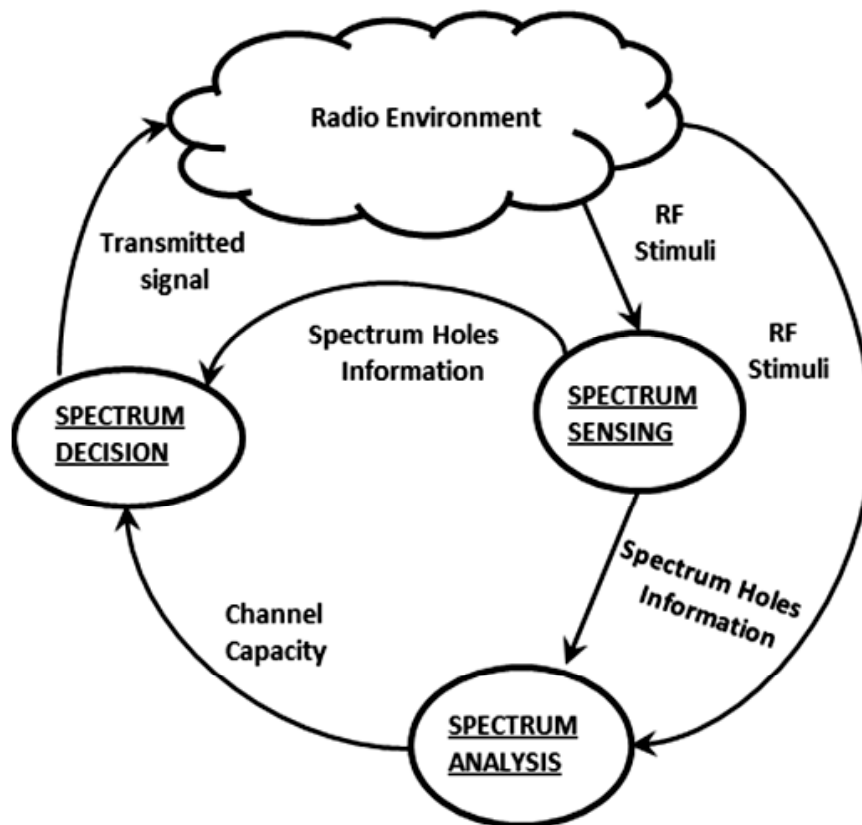 Radio Environment
Transmitted
signal
RF
Stimuli
Spectrum Holes
Information
RF
Stimuli
SPECTRUM
DECISION
SPECTRUM
SENSING
Spectrum Holes
Information
Channel
Capacity
SPECTRUM
ANALYSIS